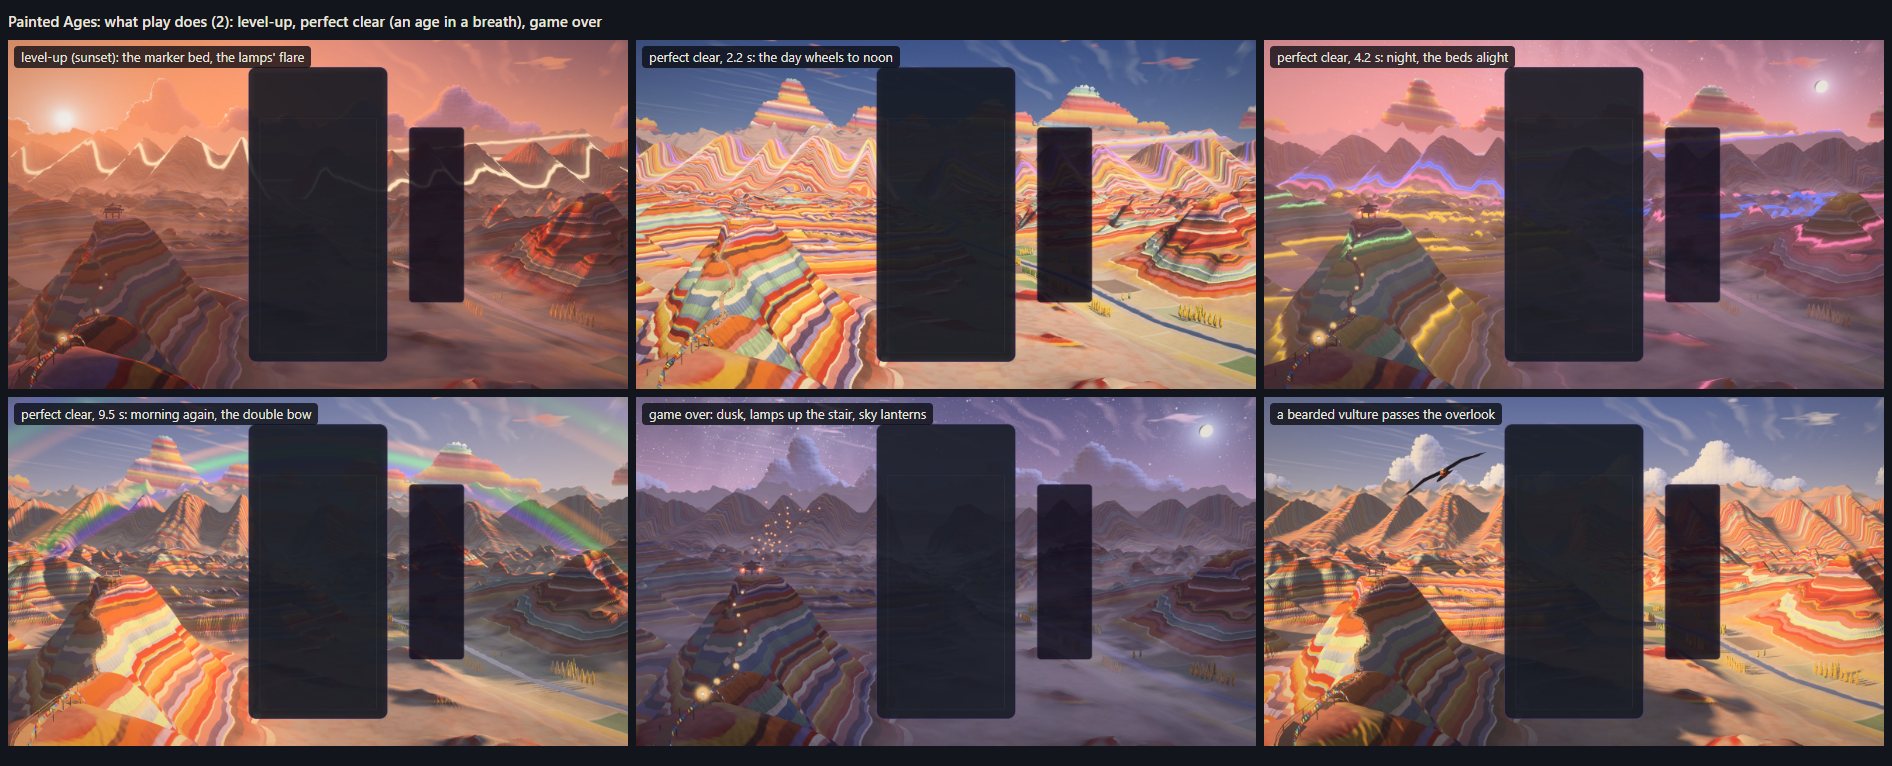 Painted Ages: what play does (2): level-up, perfect clear (an age in a breath), game over
level-up (sunset): the marker bed, the lamps' flare
perfect clear, 2.2 s: the day wheels to noon
perfect clear, 4.2 s: night, the beds alight
perfect clear, 9.5 s: morning again, the double bow
game over: dusk, lamps up the stair, sky lanterns
a bearded vulture passes the overlook